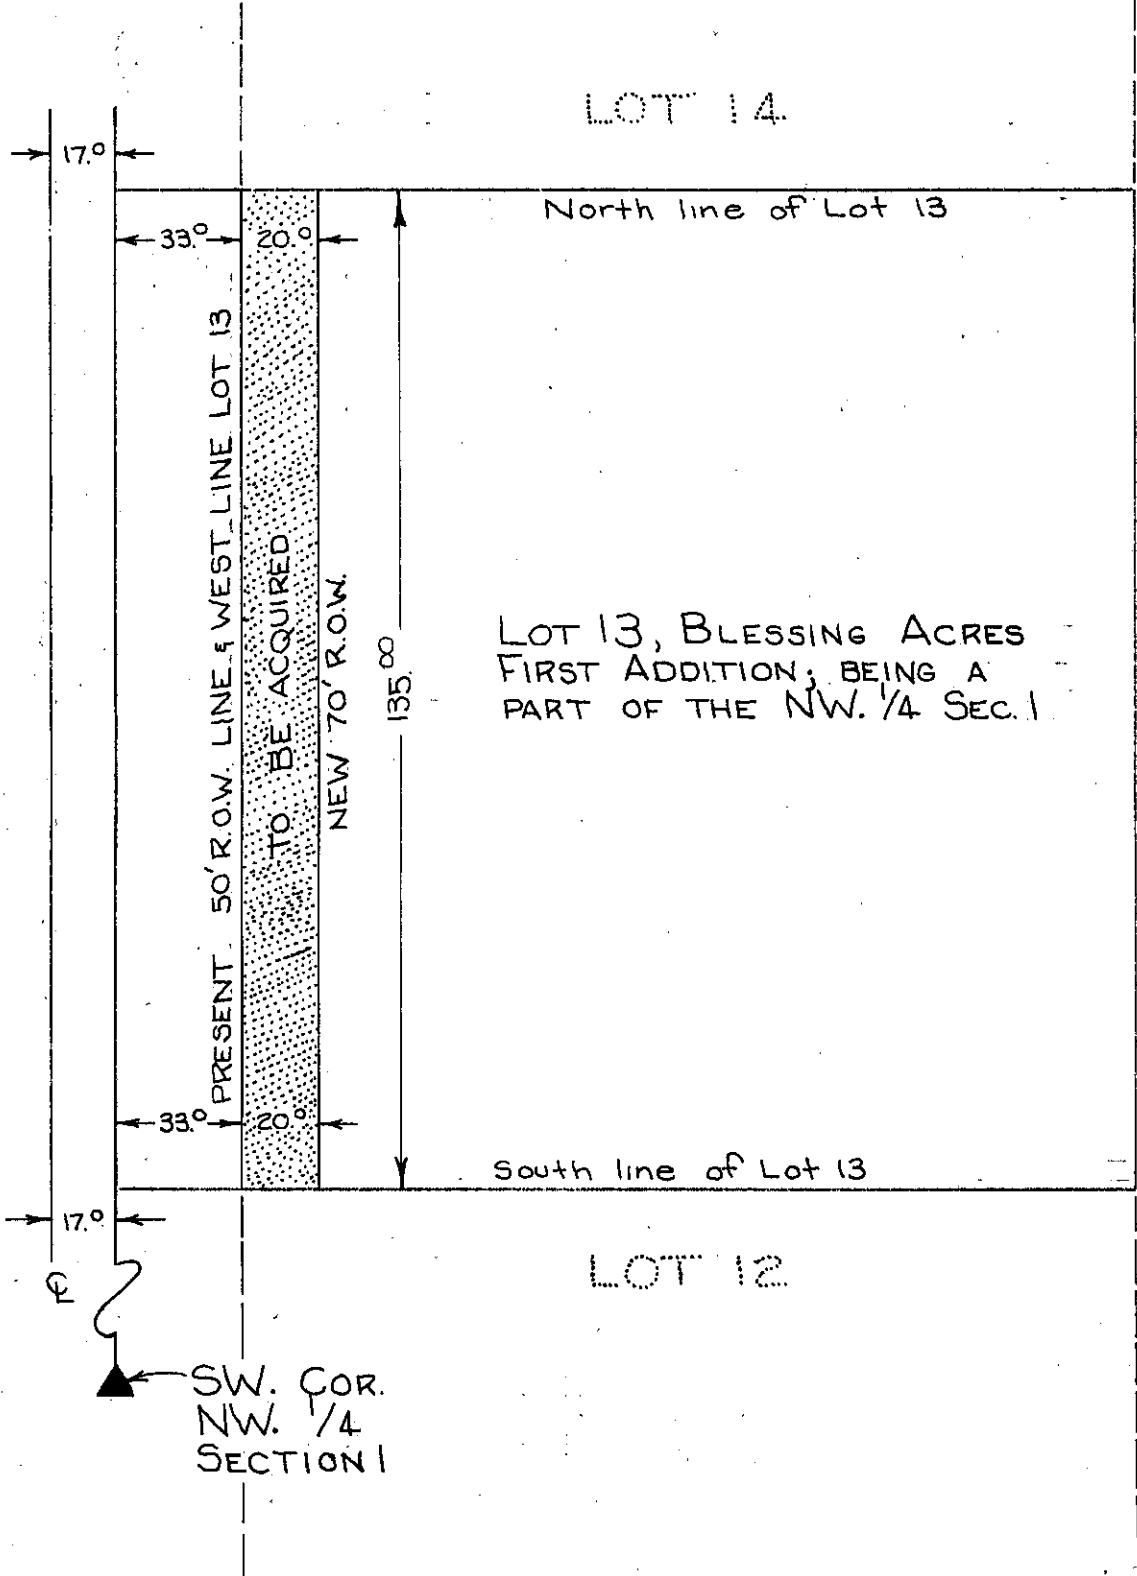 LOT 14
17.0
North line of Lot 13
33.0
20.0
PRESENT 50' R.O.W. LINE & WEST LINE LOT 13
TO BE ACQUIRED
NEW 70' R.O.W.
135.00
LOT 13, BLESSING ACRES
FIRST ADDITION; BEING A
PART OF THE NW. 1/4 SEC. 1
33.0
20.0
South line of Lot 13
17.0
℄
LOT 12
SW. COR.
NW. 1/4
SECTION 1